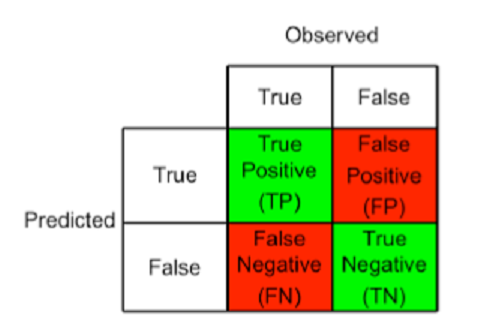 Observed
True False
True Positive (TP)
False Positive (FP)
True
Predicted
False
False Negative (FN)
True Negative (TN)